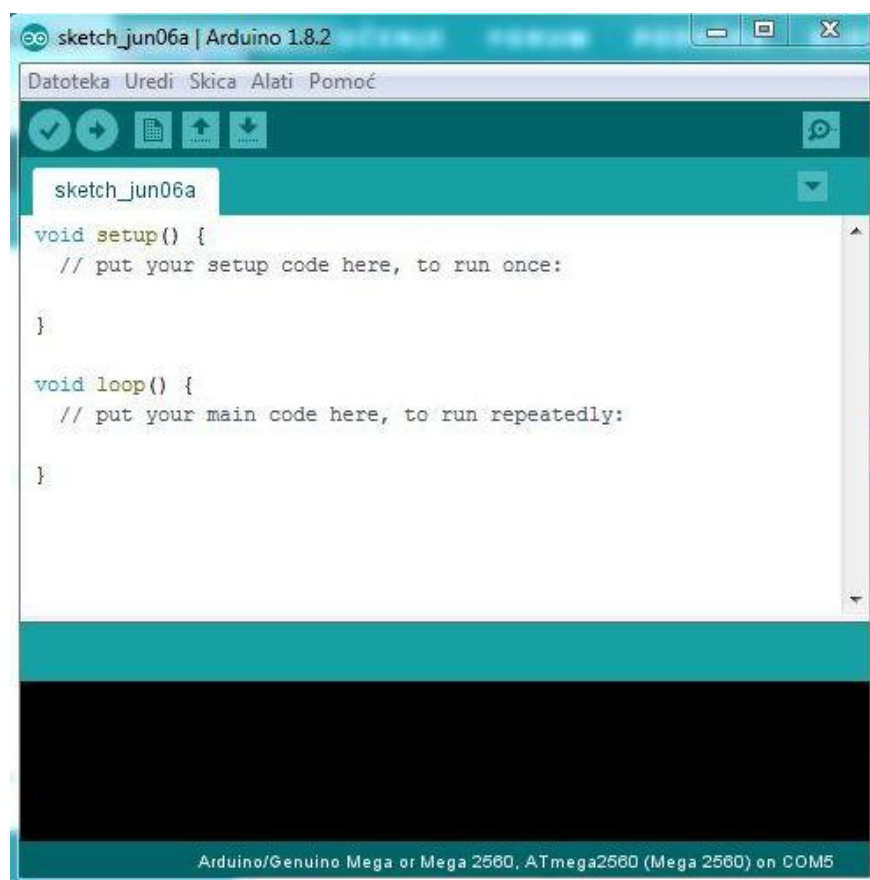 sketch_jun06a | Arduino 1.8.2
Datoteka Uredi Skica Alati Pomoć
sketch_jun06a
void setup() {
  // put your setup code here, to run once:
}
void loop() {
  // put your main code here, to run repeatedly:
}
Arduino/Genuino Mega or Mega 2560, ATmega2560 (Mega 2560) on COM5